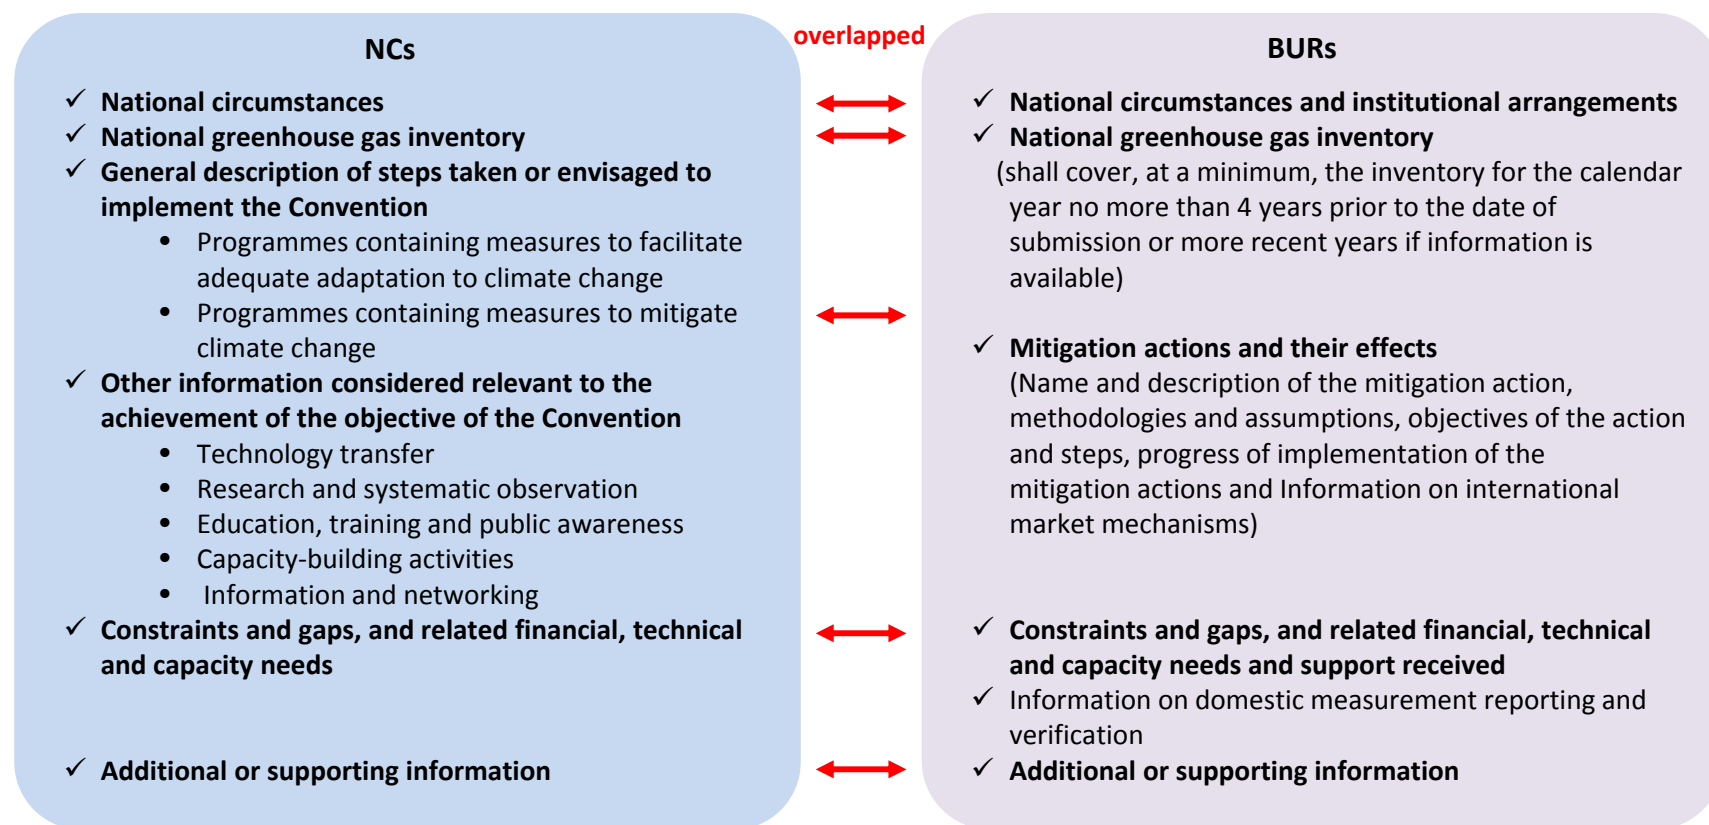 NCs
✓ National circumstances
✓ National greenhouse gas inventory
✓ General description of steps taken or envisaged to
implement the Convention
• Programmes containing measures to facilitate
adequate adaptation to climate change
• Programmes containing measures to mitigate
climate change
✓ Other information considered relevant to the
achievement of the objective of the Convention
• Technology transfer
• Research and systematic observation
• Education, training and public awareness
• Capacity-building activities
• Information and networking
✓ Constraints and gaps, and related financial, technical
and capacity needs
✓ Additional or supporting information
overlapped
BURs
✓ National circumstances and institutional arrangements
✓ National greenhouse gas inventory
(shall cover, at a minimum, the inventory for the calendar
year no more than 4 years prior to the date of
submission or more recent years if information is
available)
✓ Mitigation actions and their effects
(Name and description of the mitigation action,
methodologies and assumptions, objectives of the action
and steps, progress of implementation of the
mitigation actions and Information on international
market mechanisms)
✓ Constraints and gaps, and related financial, technical
and capacity needs and support received
✓ Information on domestic measurement reporting and
verification
✓ Additional or supporting information